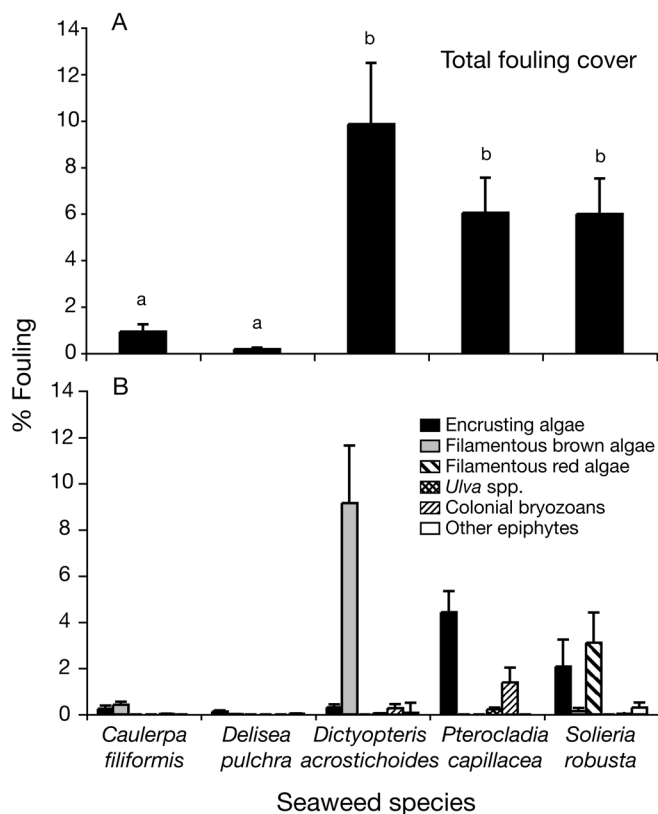 A
Total fouling cover
14
12
10
8
6
4
2
0
a
a
b
b
b
% Fouling
B
14
12
10
8
6
4
2
0
Encrusting algae
Filamentous brown algae
Filamentous red algae
Ulva spp.
Colonial bryozoans
Other epiphytes
Caulerpa
filiformis
Delisea
pulchra
Dictyopteris
acrostichoides
Pterocladia
capillacea
Solieria
robusta
Seaweed species